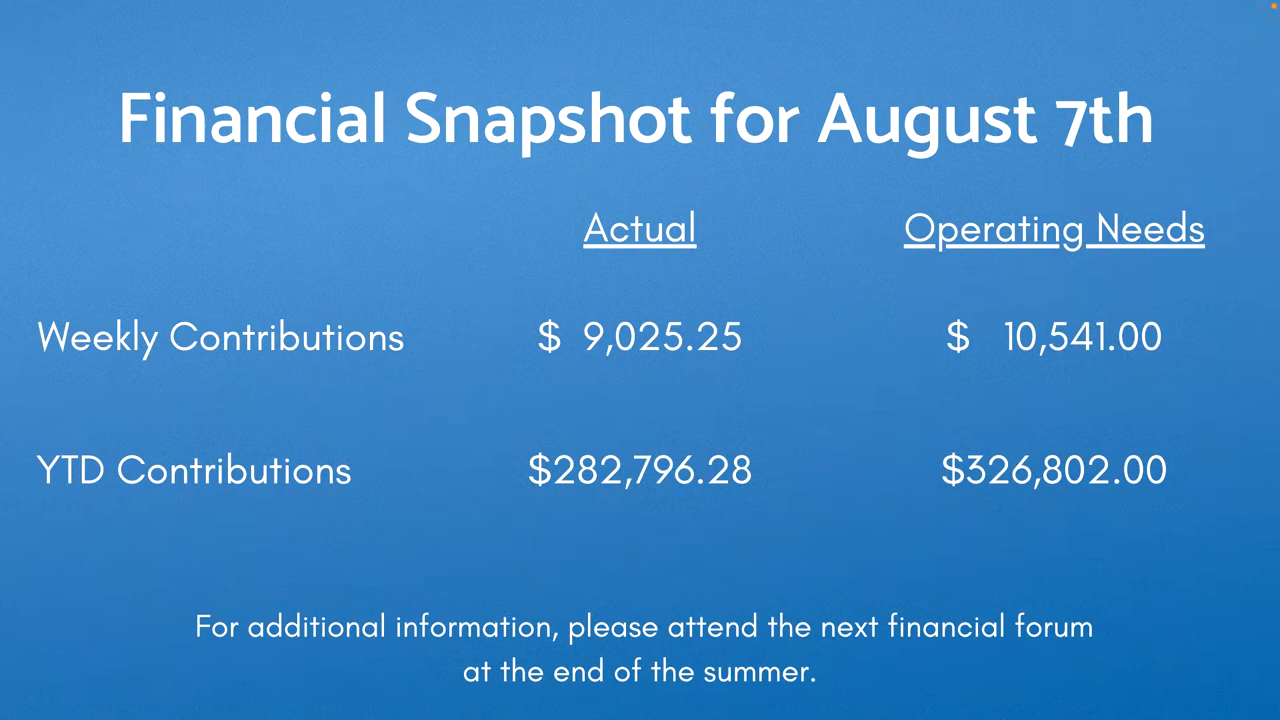 Financial Snapshot for August 7th
Actual Operating Needs
Weekly Contributions $ 9,025.25 $ 10,541.00
YTD Contributions $282,796.28 $326,802.00
For additional information, please attend the next financial forum
at the end of the summer.